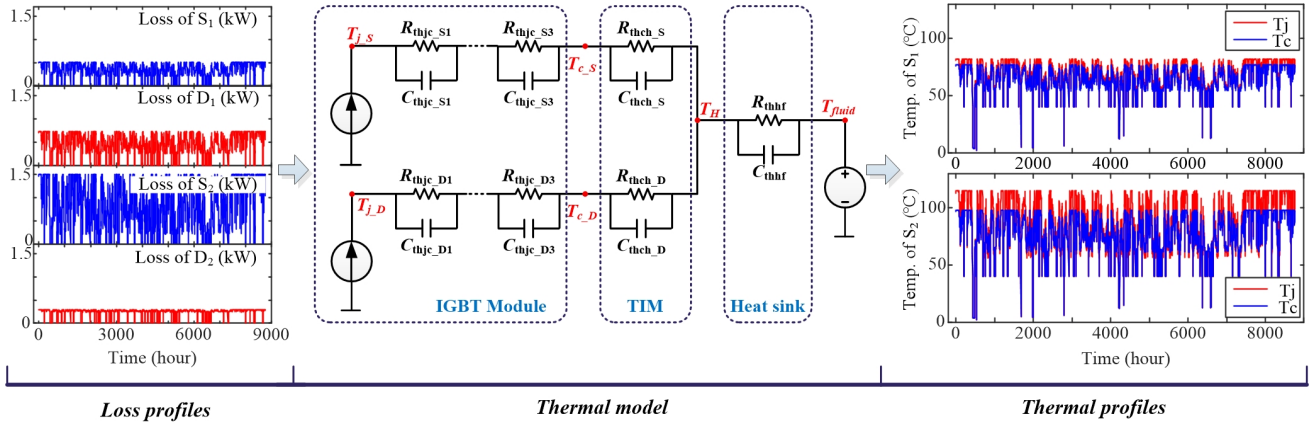 1.5
Loss of S1 (kW)
0
1.5
Loss of D1 (kW)
0
1.5
Loss of S2 (kW)
0
1.5
Loss of D2 (kW)
0
0 3000 6000 9000
Time (hour)
Tj_S
Rthjc_S1
Cthjc_S1
Rthjc_S3
Cthjc_S3
Tc_S
Rthch_S
Cthch_S
TH
Rthhf
Cthhf
Tfluid
+
−
Tj_D
Rthjc_D1
Cthjc_D1
Rthjc_D3
Cthjc_D3
Tc_D
Rthch_D
Cthch_D
IGBT Module
TIM
Heat sink
Temp. of S1 (℃)
100
50
0
Tj
Tc
0 2000 4000 6000 8000
Temp. of S2 (℃)
100
50
0
Tj
Tc
0 2000 4000 6000 8000
Time (hour)
Loss profiles
Thermal model
Thermal profiles